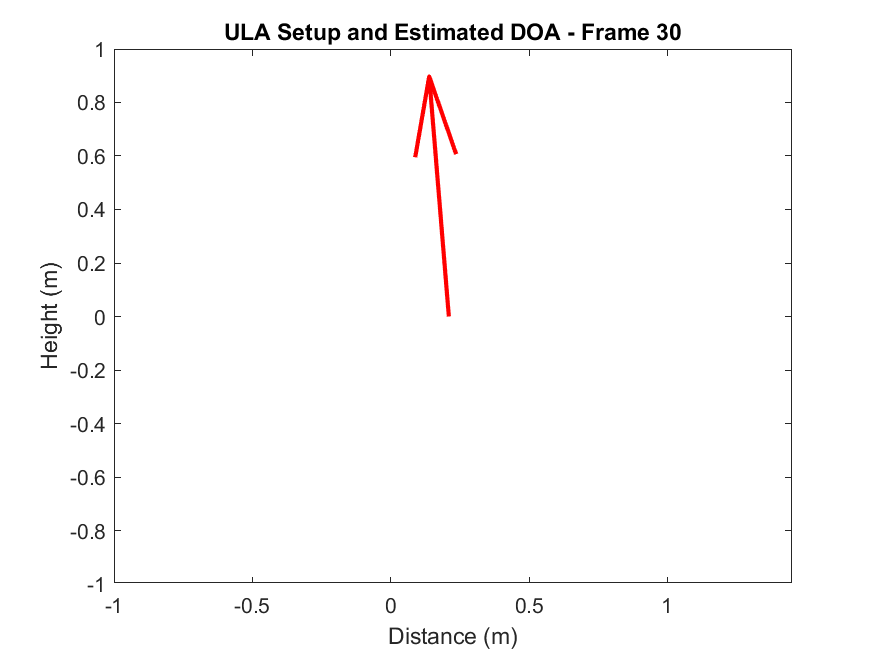 ULA Setup and Estimated DOA - Frame 30
1
0.8
0.6
0.4
0.2
0
-0.2
-0.4
-0.6
-0.8
-1
Height (m)
-1 -0.5 0 0.5 1
Distance (m)